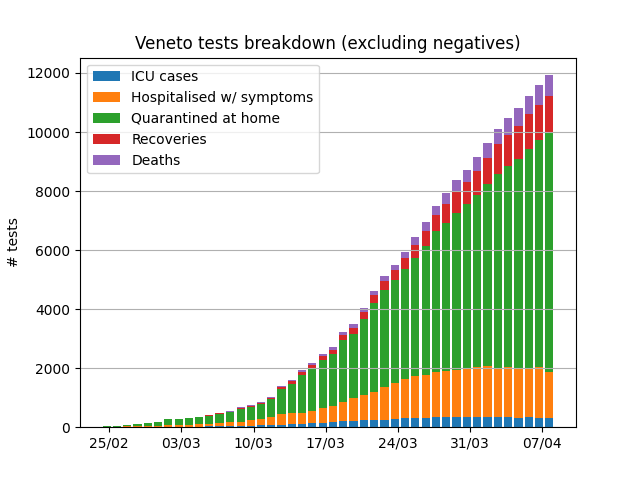 Veneto tests breakdown (excluding negatives)
12000
10000
8000
6000
4000
2000
0
# tests
ICU cases
Hospitalised w/ symptoms
Quarantined at home
Recoveries
Deaths
25/02 03/03 10/03 17/03 24/03 31/03 07/04